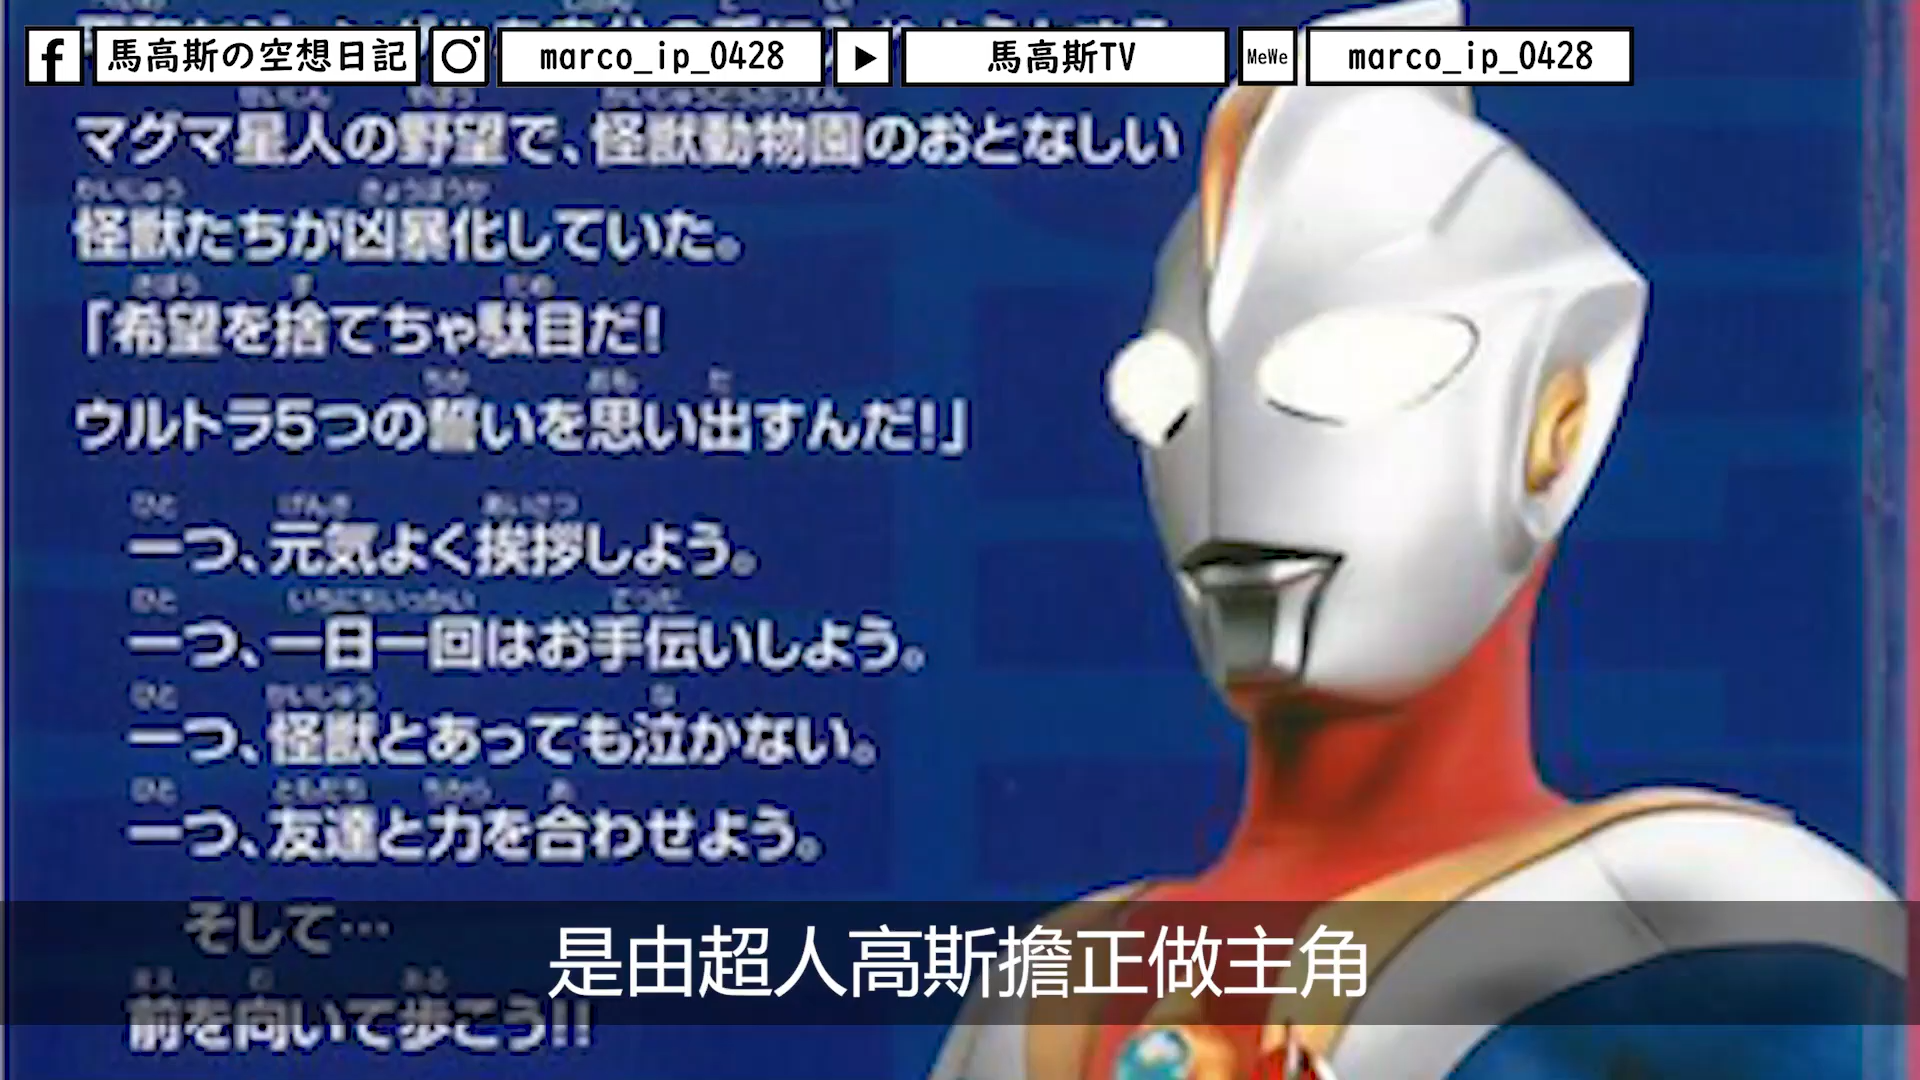 馬高斯の空想日記
marco_ip_0428
馬高斯TV
MeWe
marco_ip_0428
マグマ星人の野望で、怪獣動物園のおとなしい
怪獣たちが凶暴化していた。
「希望を捨てちゃ駄目だ!
ウルトラ5つの誓いを思い出すんだ!」
一つ、元気よく挨拶しよう。
一つ、一日一回はお手伝いしよう。
一つ、怪獣とあっても泣かない。
一つ、友達と力を合わせよう。
そして…
是由超人高斯擔正做主角
前を向いて歩こう!!